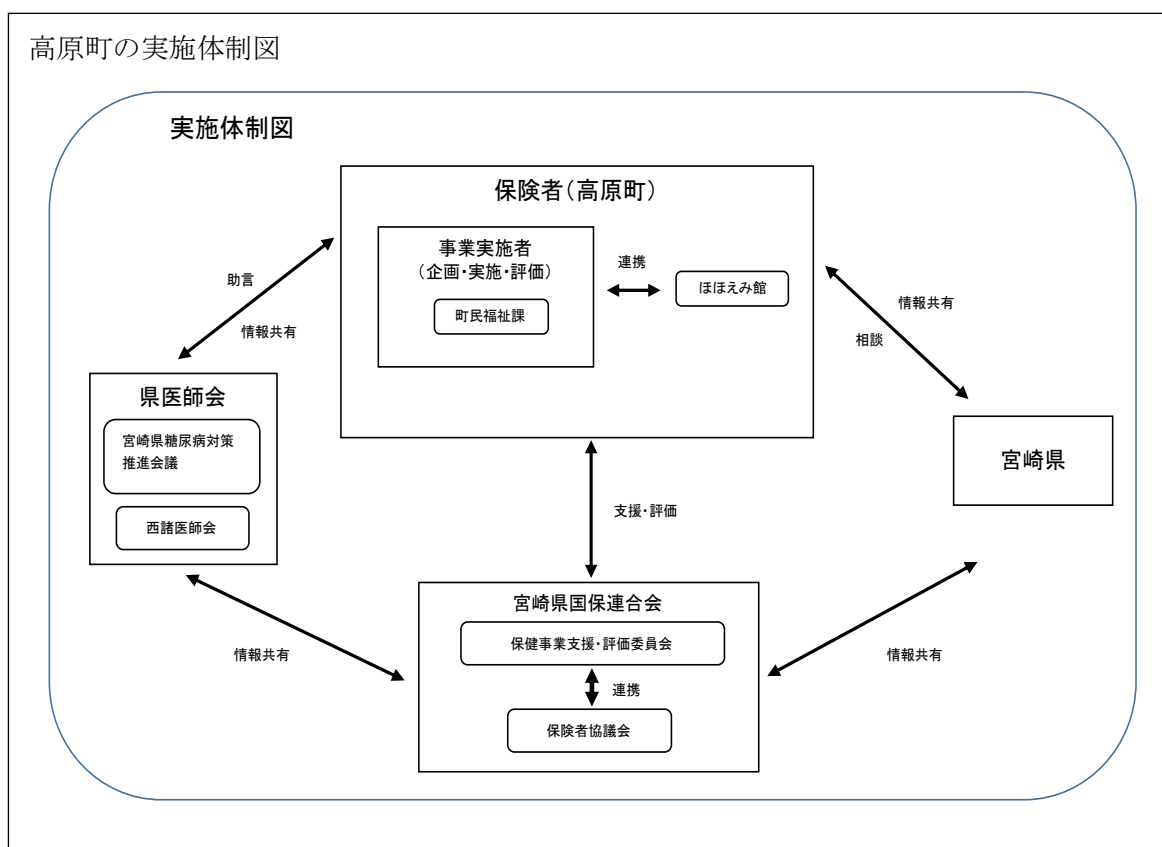 高原町の実施体制図
実施体制図
保険者(高原町)
事業実施者
(企画・実施・評価)
町民福祉課
連携
ほほえみ館
助言
情報共有
情報共有
相談
県医師会
宮崎県糖尿病対策
推進会議
西諸医師会
宮崎県
支援・評価
宮崎県国保連合会
保健事業支援・評価委員会
連携
保険者協議会
情報共有
情報共有